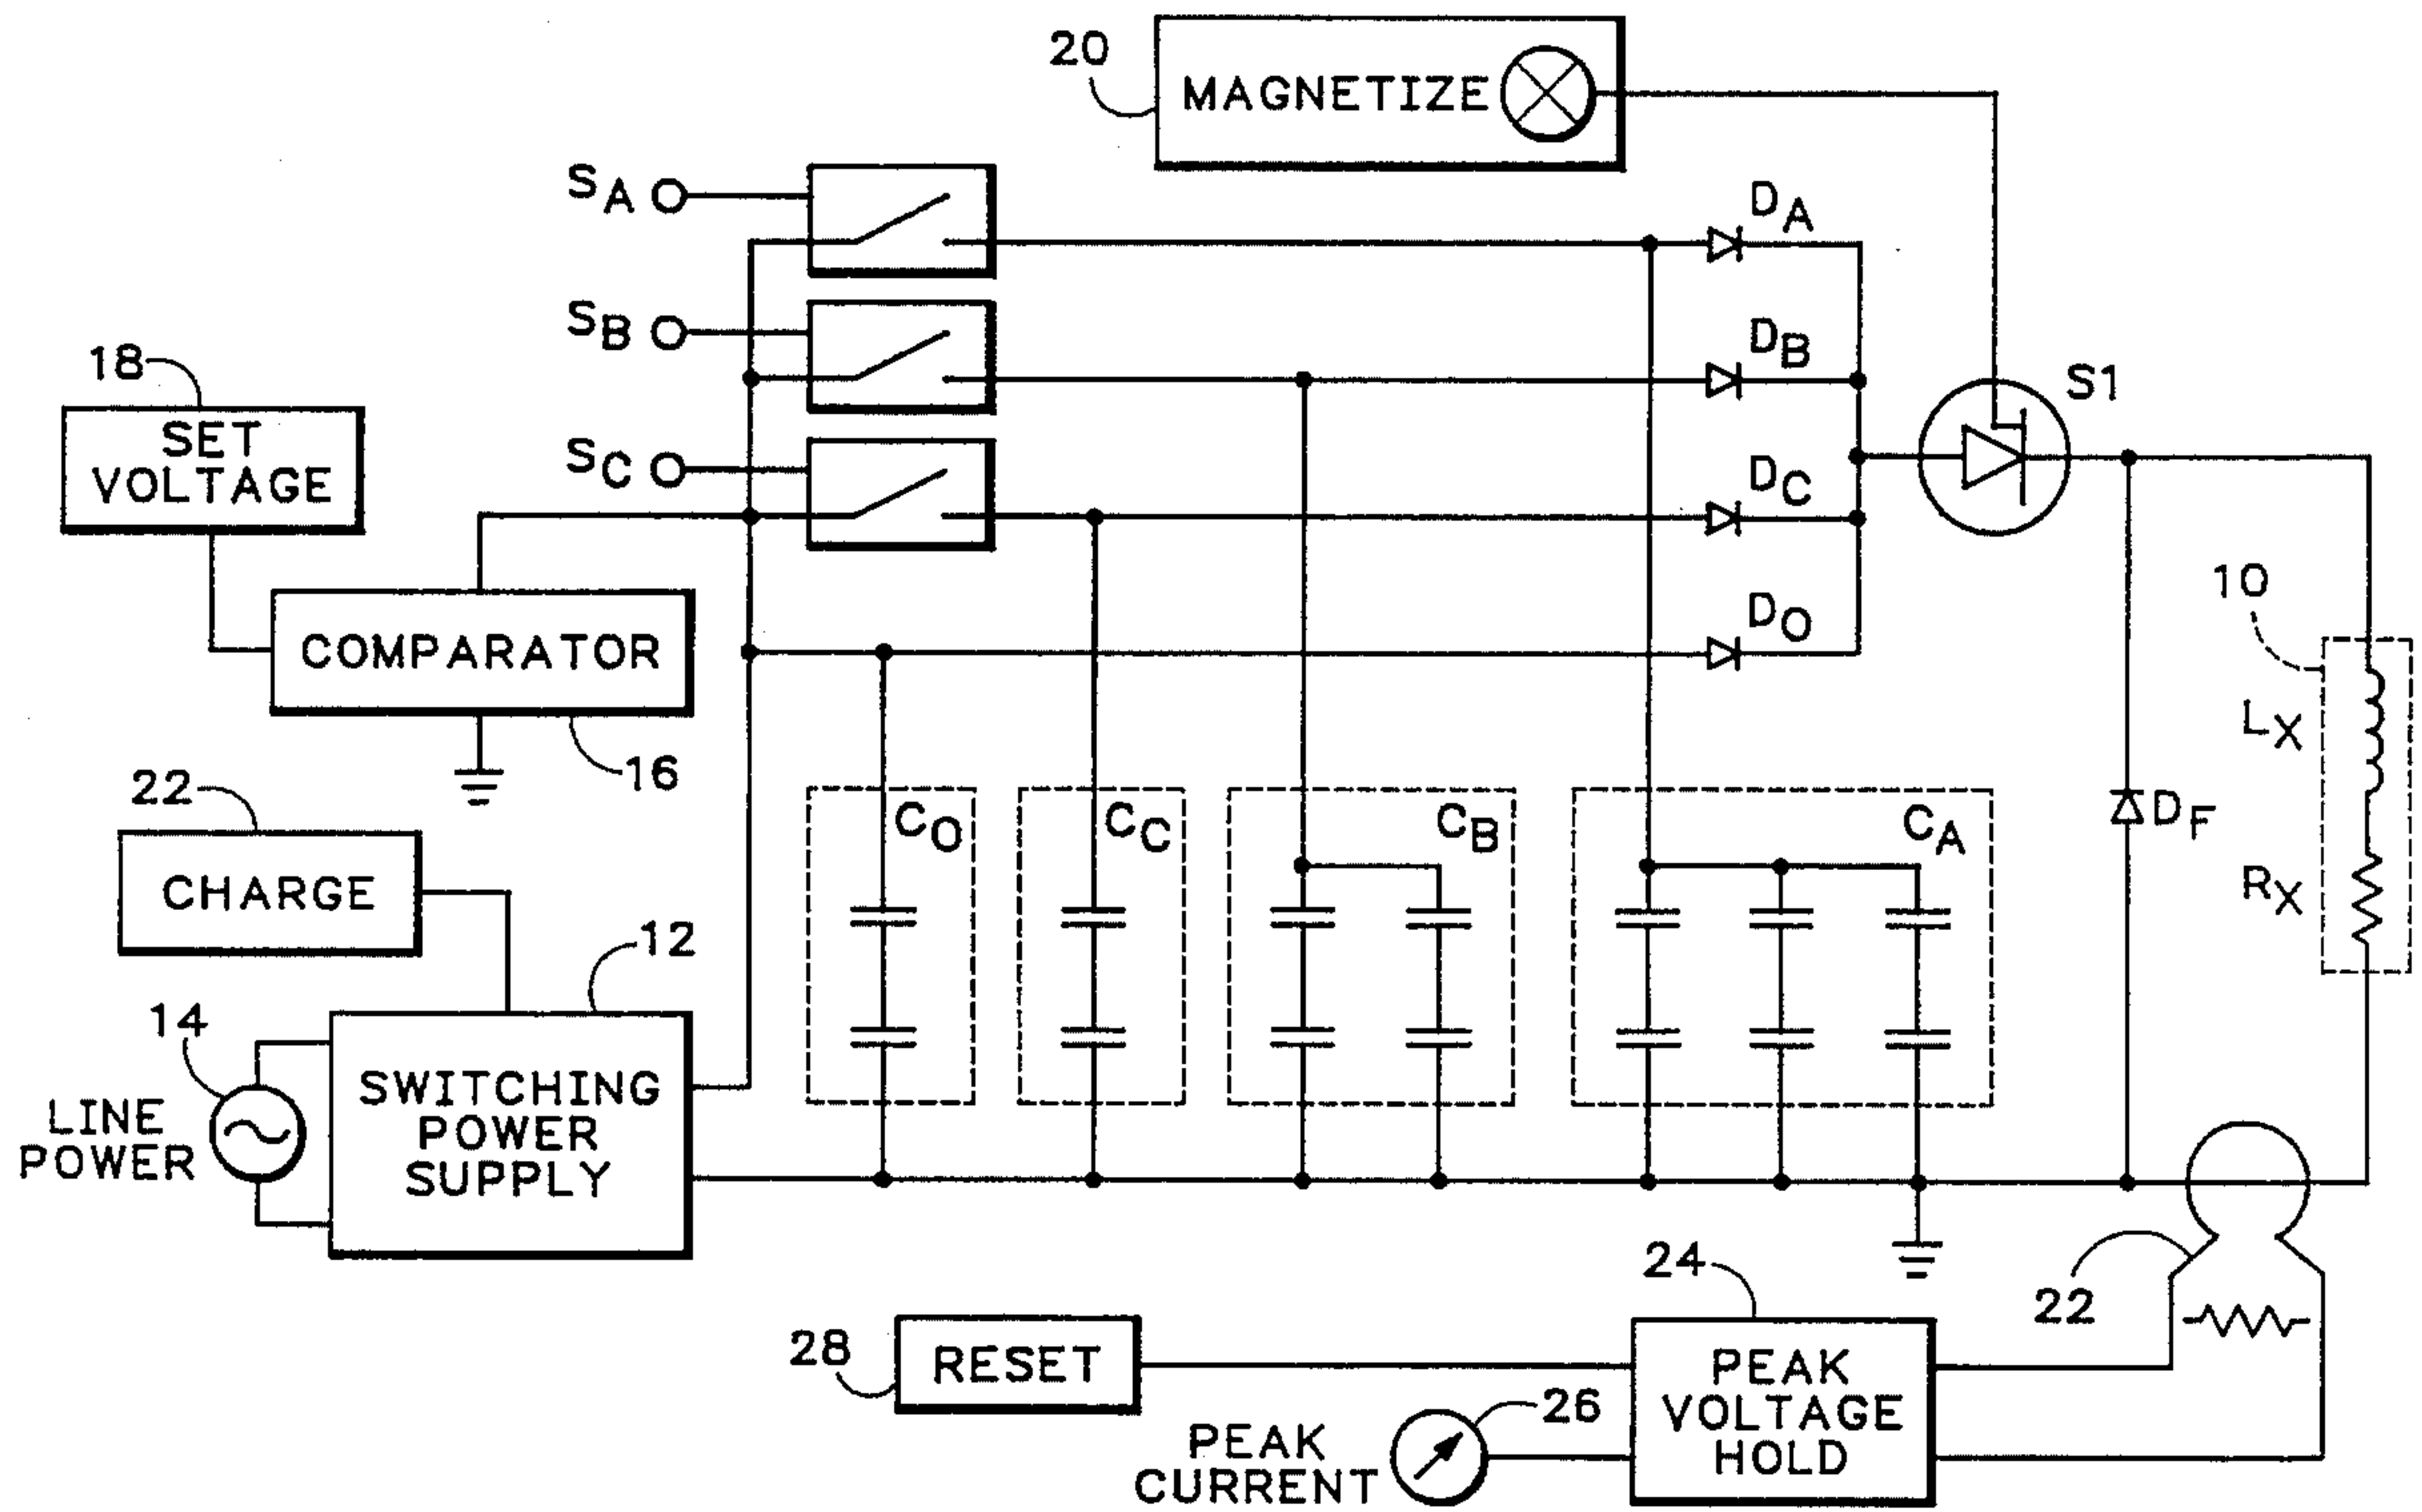 20
MAGNETIZE
SA
DA
SB
DB
S1
18
SET
VOLTAGE
SC
DC
10
COMPARATOR
DO
LX
16
22
CO
CC
CB
CA
DF
CHARGE
RX
12
14
LINE
POWER
SWITCHING
POWER
SUPPLY
24
22
28
RESET
PEAK
VOLTAGE
HOLD
26
PEAK
CURRENT